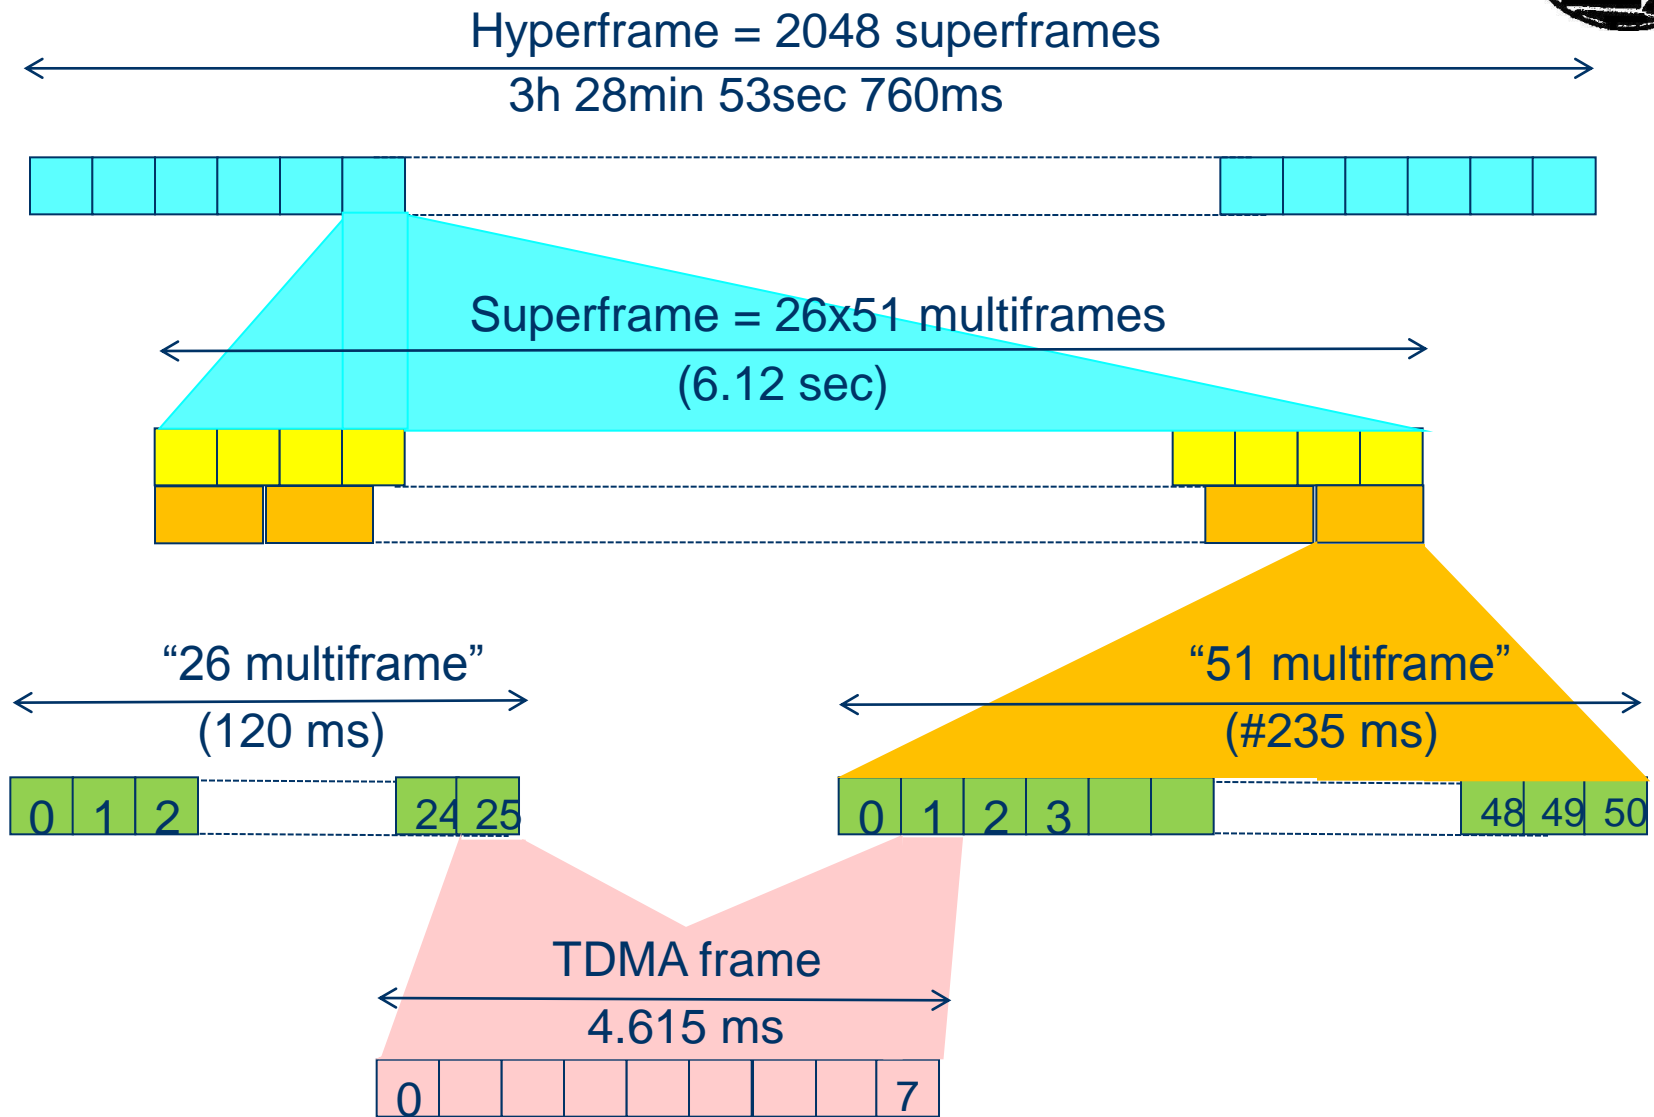 Hyperframe = 2048 superframes
3h 28min 53sec 760ms
Superframe = 26x51 multiframes
(6.12 sec)
“26 multiframe”
(120 ms)
“51 multiframe”
(#235 ms)
0 1 2 24 25
0 1 2 3 48 49 50
TDMA frame
4.615 ms
0 7